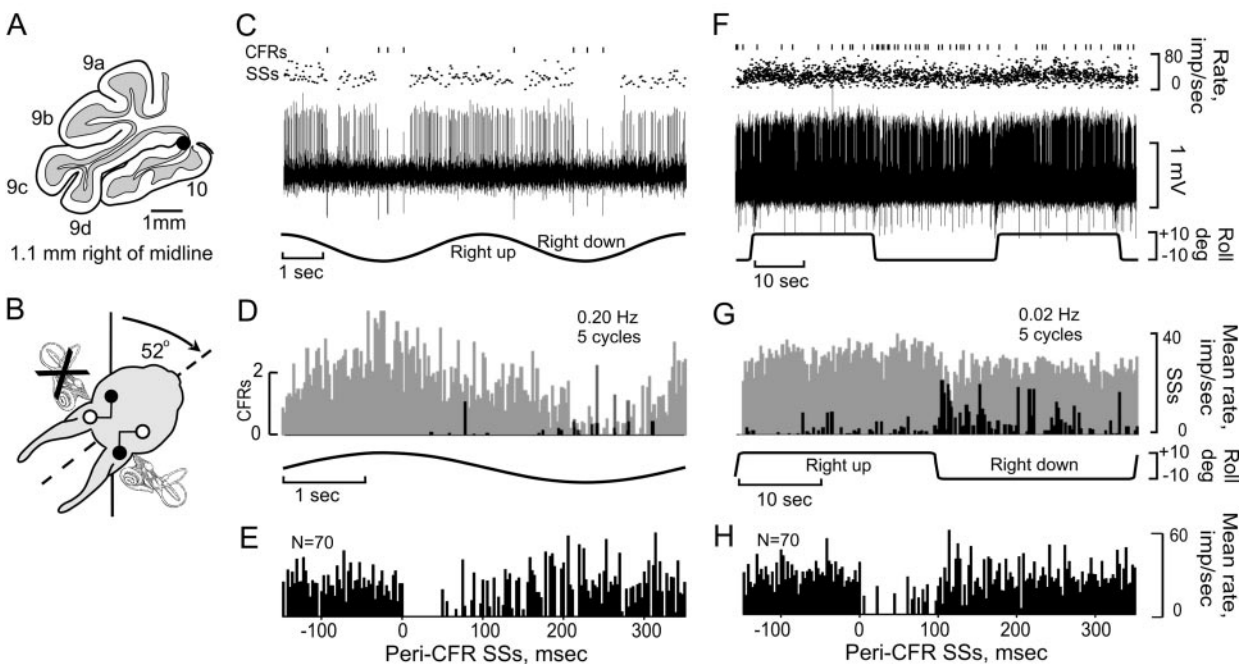 A
9a
9b
9c
9d
10
1mm
1.1 mm right of midline
B
52°
C
CFRs
SSs
Right up
Right down
1 sec
D
0.20 Hz
5 cycles
CFRs
2
0
1 sec
E
N=70
-100
0
100
200
300
Peri-CFR SSs, msec
F
80
0
Rate,
imp/sec
1 mV
+10
-10
Roll
deg
10 sec
G
0.02 Hz
5 cycles
40
0
SSs
Mean rate,
imp/sec
Right up
Right down
+10
-10
Roll
deg
10 sec
H
N=70
60
0
Mean rate,
imp/sec
-100
0
100
200
300
Peri-CFR SSs, msec